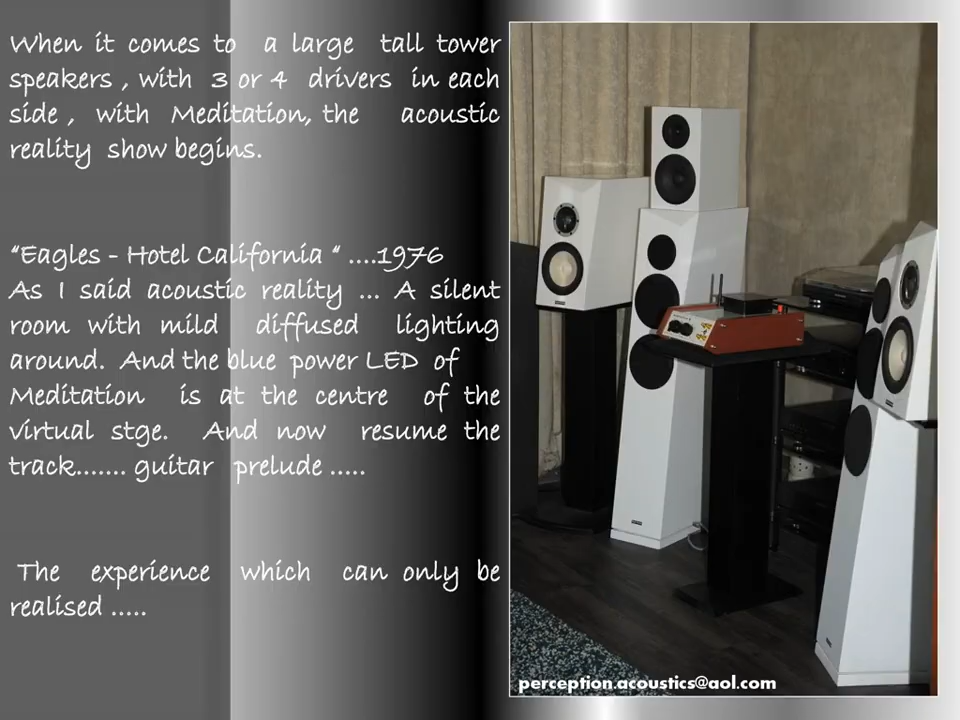 When it comes to a large tall tower
speakers , with 3 or 4 drivers in each
side , with Meditation, the acoustic
reality show begins.
“Eagles - Hotel California “ ....1976
As I said acoustic reality ... A silent
room with mild diffused lighting
around. And the blue power LED of
Meditation is at the centre of the
virtual stge. And now resume the
track....... guitar prelude .....
The experience which can only be
realised .....
perception.acoustics@aol.com